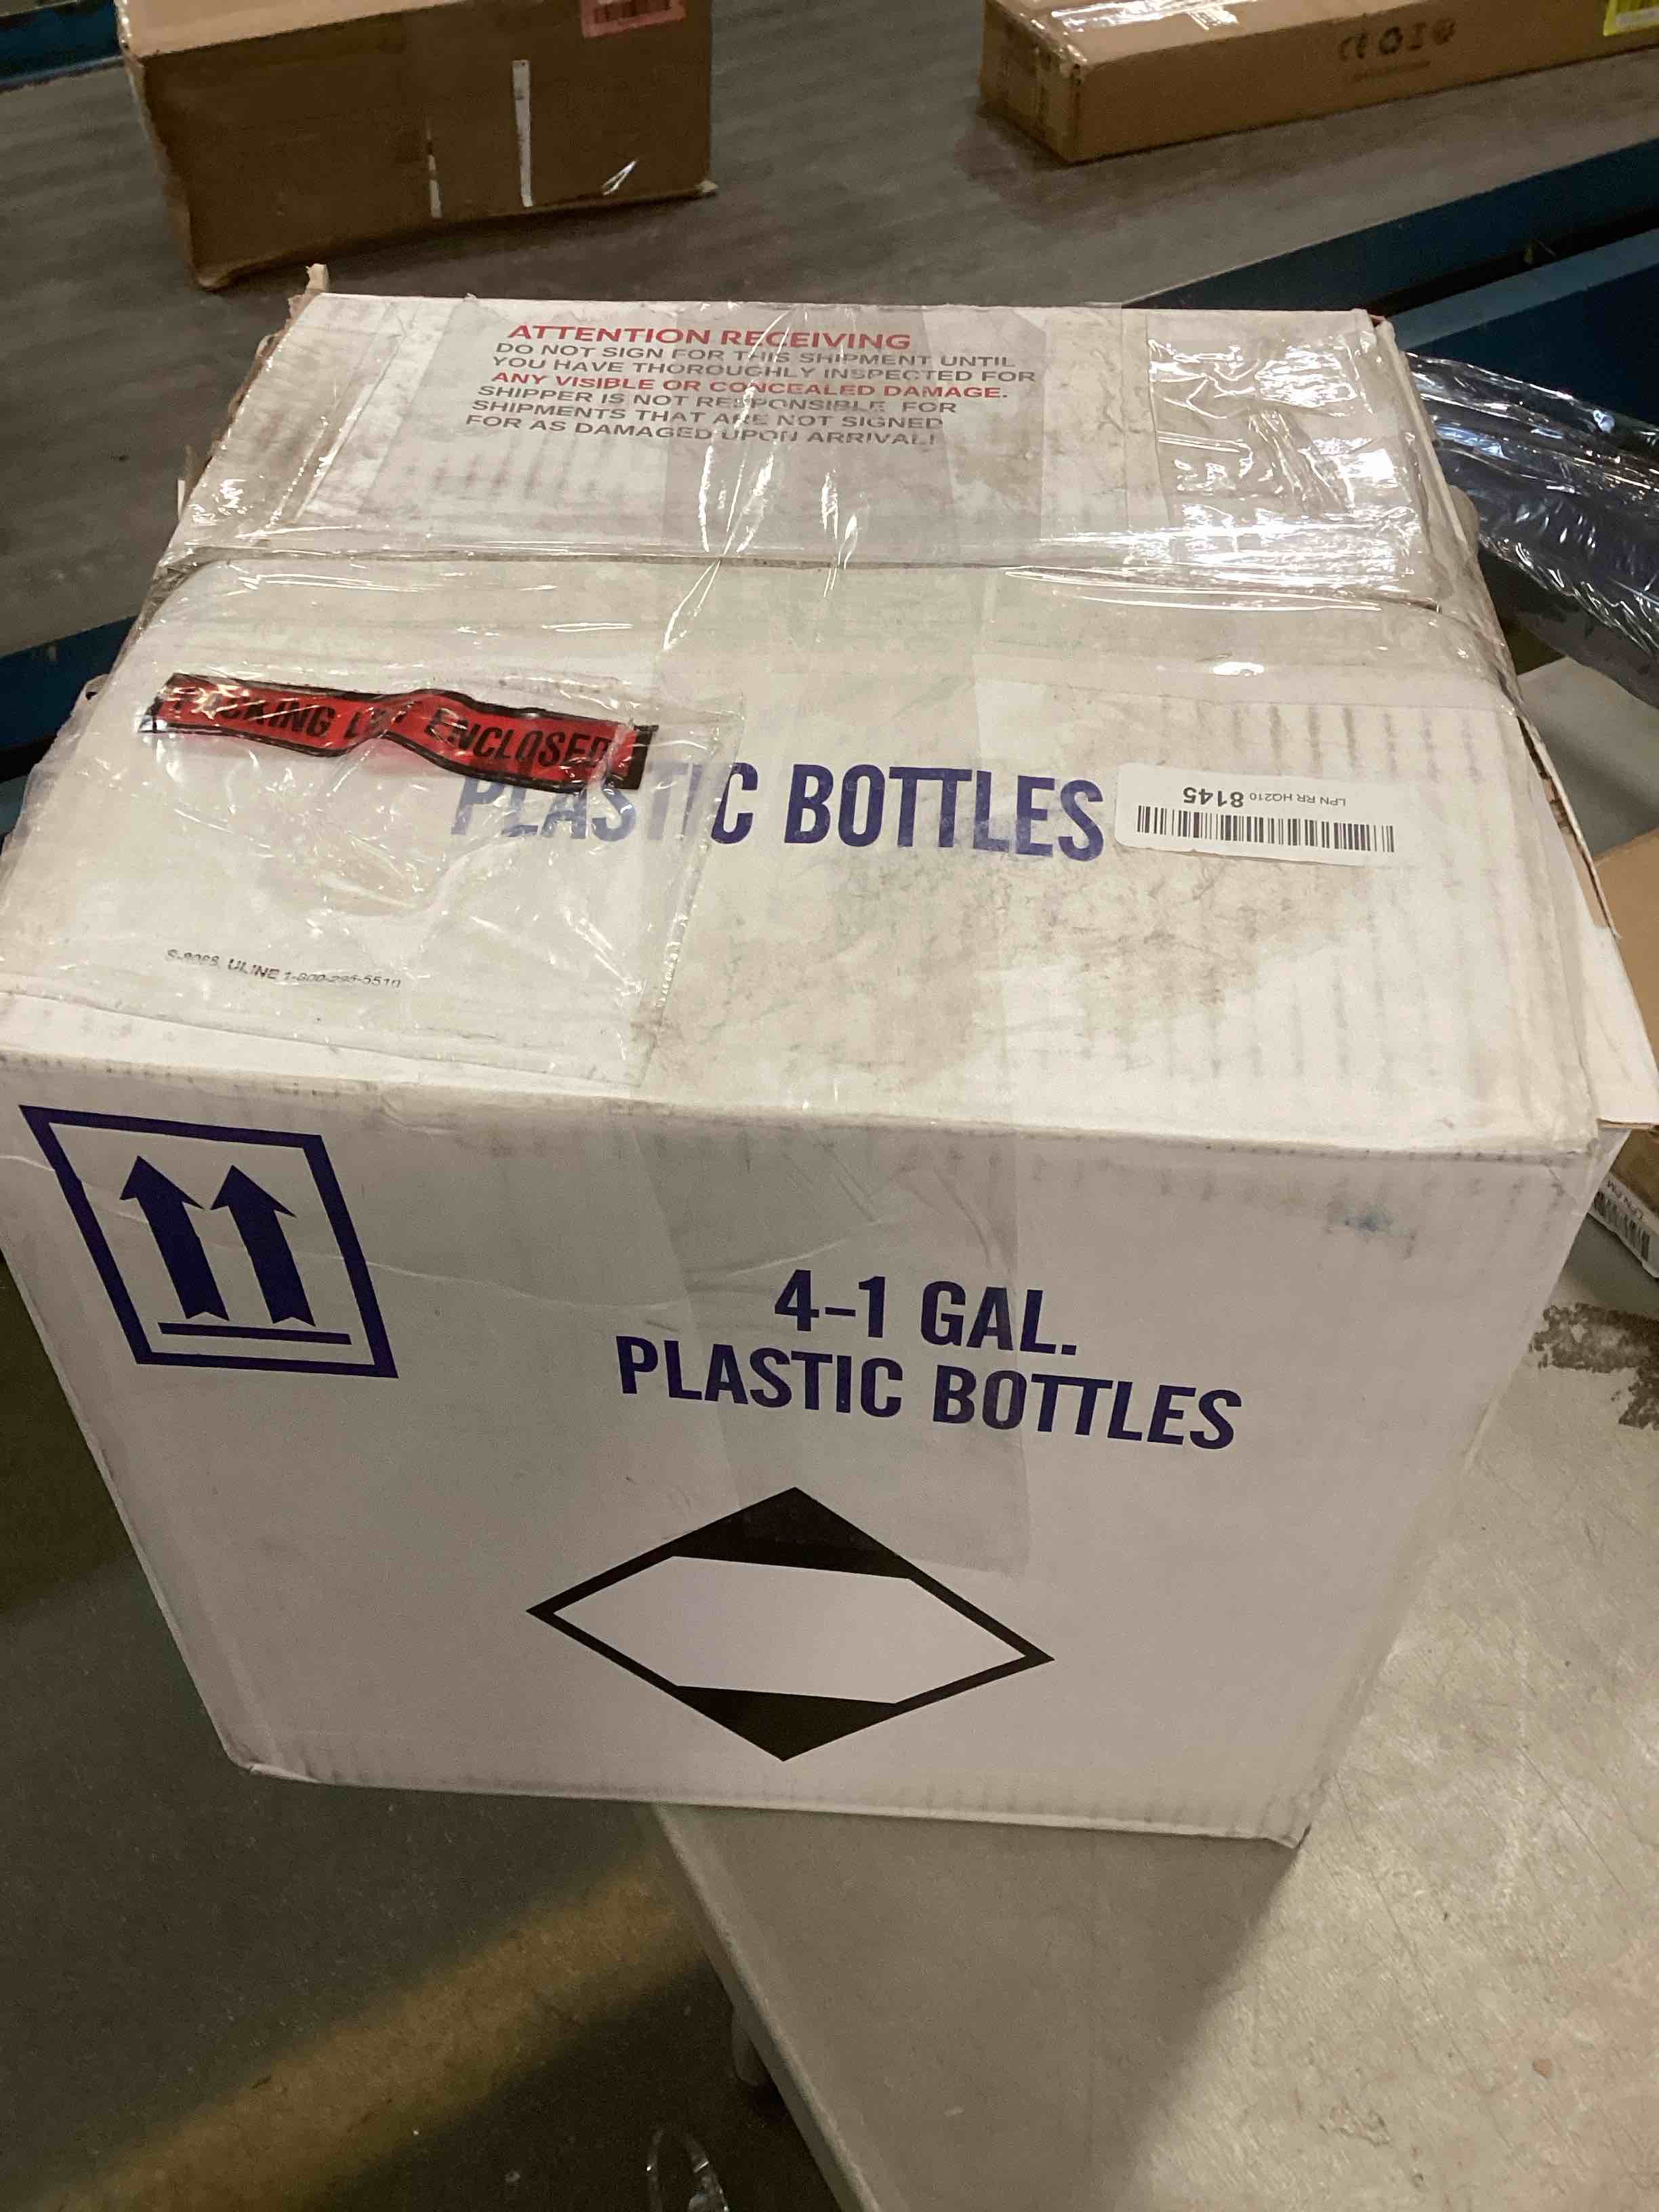 ATTENTION RECEIVING
DO NOT SIGN FOR THIS SHIPMENT UNTIL
YOU HAVE THOROUGHLY INSPECTED FOR
ANY VISIBLE OR CONCEALED DAMAGE.
SHIPPER IS NOT RESPONSIBLE FOR
SHIPMENTS THAT ARE NOT SIGNED
FOR AS DAMAGED UPON ARRIVAL!
PACKING LIST ENCLOSED
PLASTIC BOTTLES
LPN RR HQ210 8145
ULINE
4-1 GAL.
PLASTIC BOTTLES